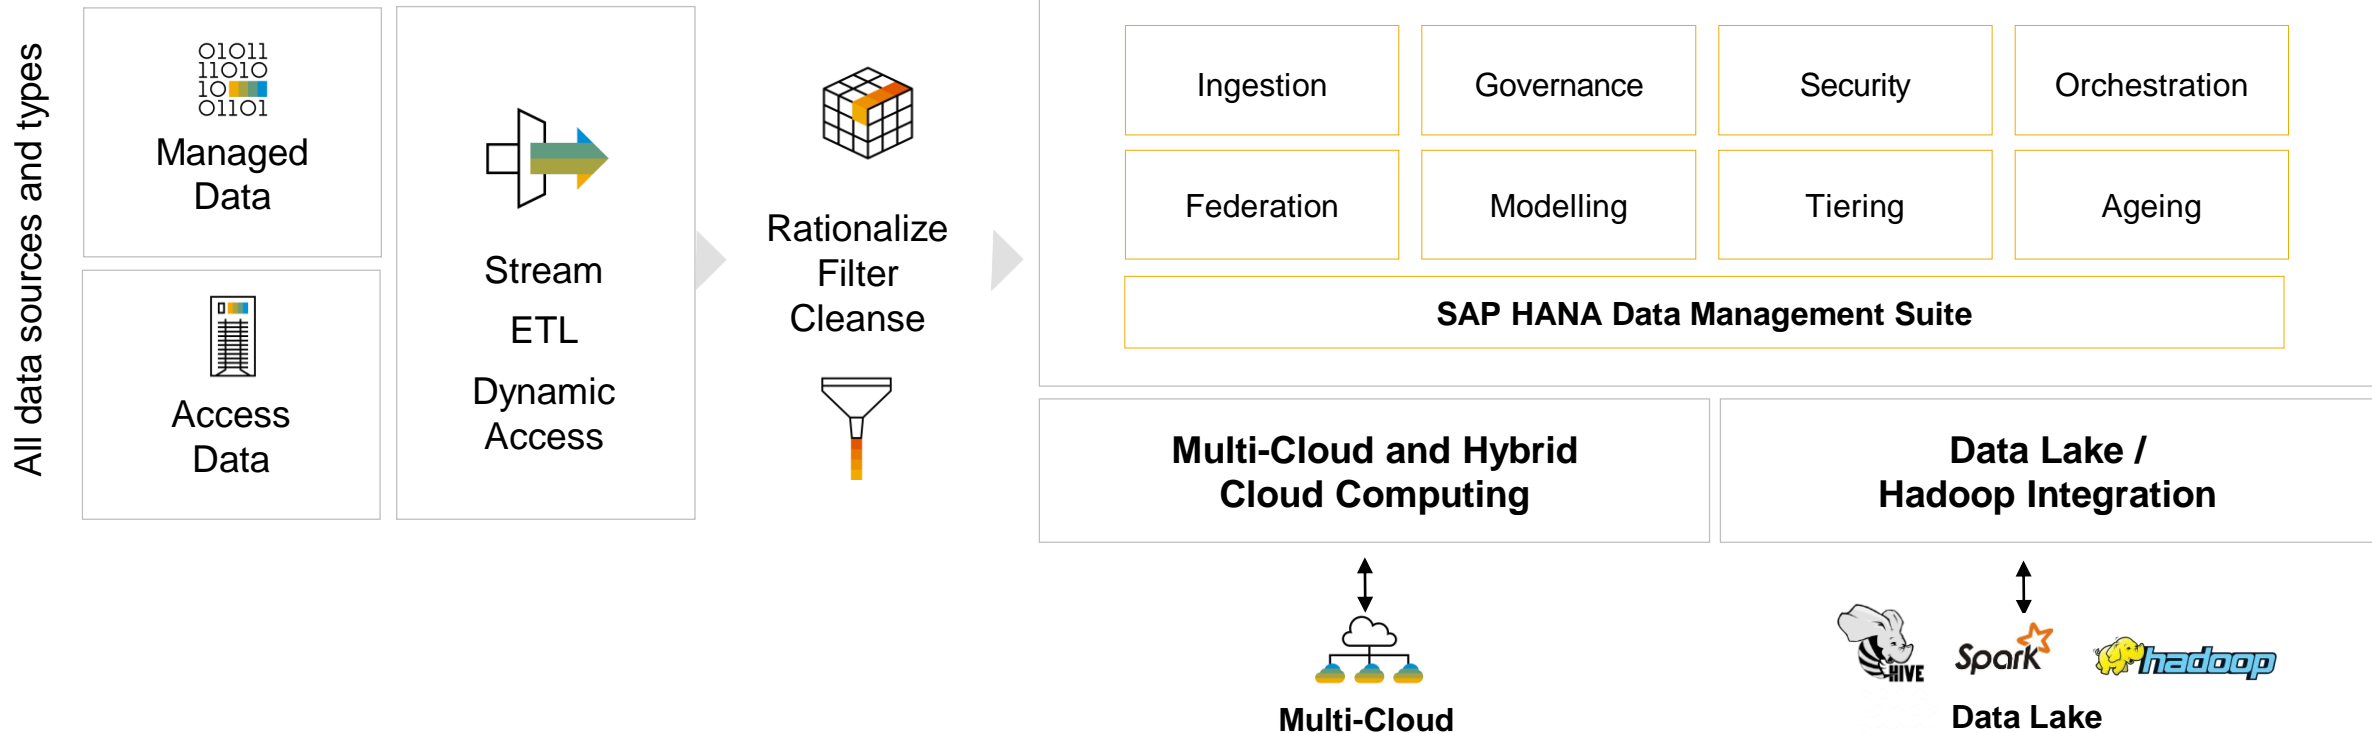 All data sources and types
01011
11010
10
01101
Managed
Data
Access
Data
Stream
ETL
Dynamic
Access
Rationalize
Filter
Cleanse
Ingestion
Governance
Security
Orchestration
Federation
Modelling
Tiering
Ageing
SAP HANA Data Management Suite
Multi-Cloud and Hybrid
Cloud Computing
Data Lake /
Hadoop Integration
Multi-Cloud
HIVE
Spark
hadoop
Data Lake